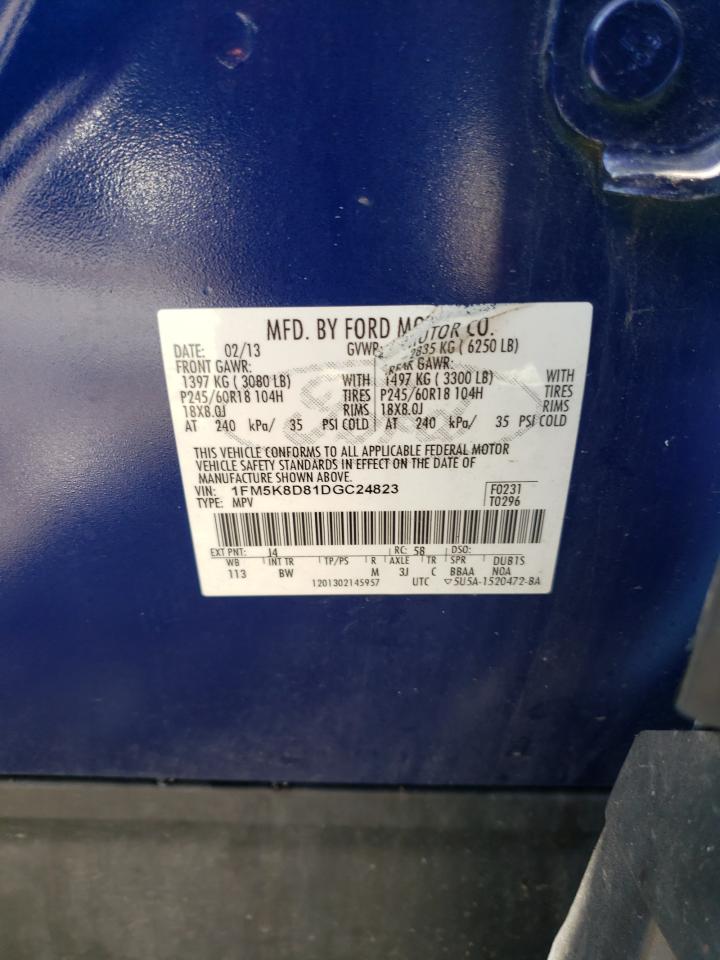 MFD. BY FORD MOTOR CO.
DATE: 02/13 GVWR: 2835 KG ( 6250 LB)
FRONT GAWR: REAR GAWR:
1397 KG ( 3080 LB) WITH 1497 KG ( 3300 LB) WITH
P245/60R18 104H TIRES P245/60R18 104H TIRES
18X8.0J RIMS 18X8.0J RIMS
AT 240 kPa/ 35 PSI COLD AT 240 kPa/ 35 PSI COLD
THIS VEHICLE CONFORMS TO ALL APPLICABLE FEDERAL MOTOR
VEHICLE SAFETY STANDARDS IN EFFECT ON THE DATE OF
MANUFACTURE SHOWN ABOVE.
VIN: 1FM5K8D81DGC24823 F0231
TYPE: MPV T0296
EXT PNT: J4 RC: 58 DSO:
WB INT TR TP/PS R AXLE TR SPR DUB1S
113 BW M 3J C BBAA NOA
1201302145957 UTC ▽5U5A-1520472-BA